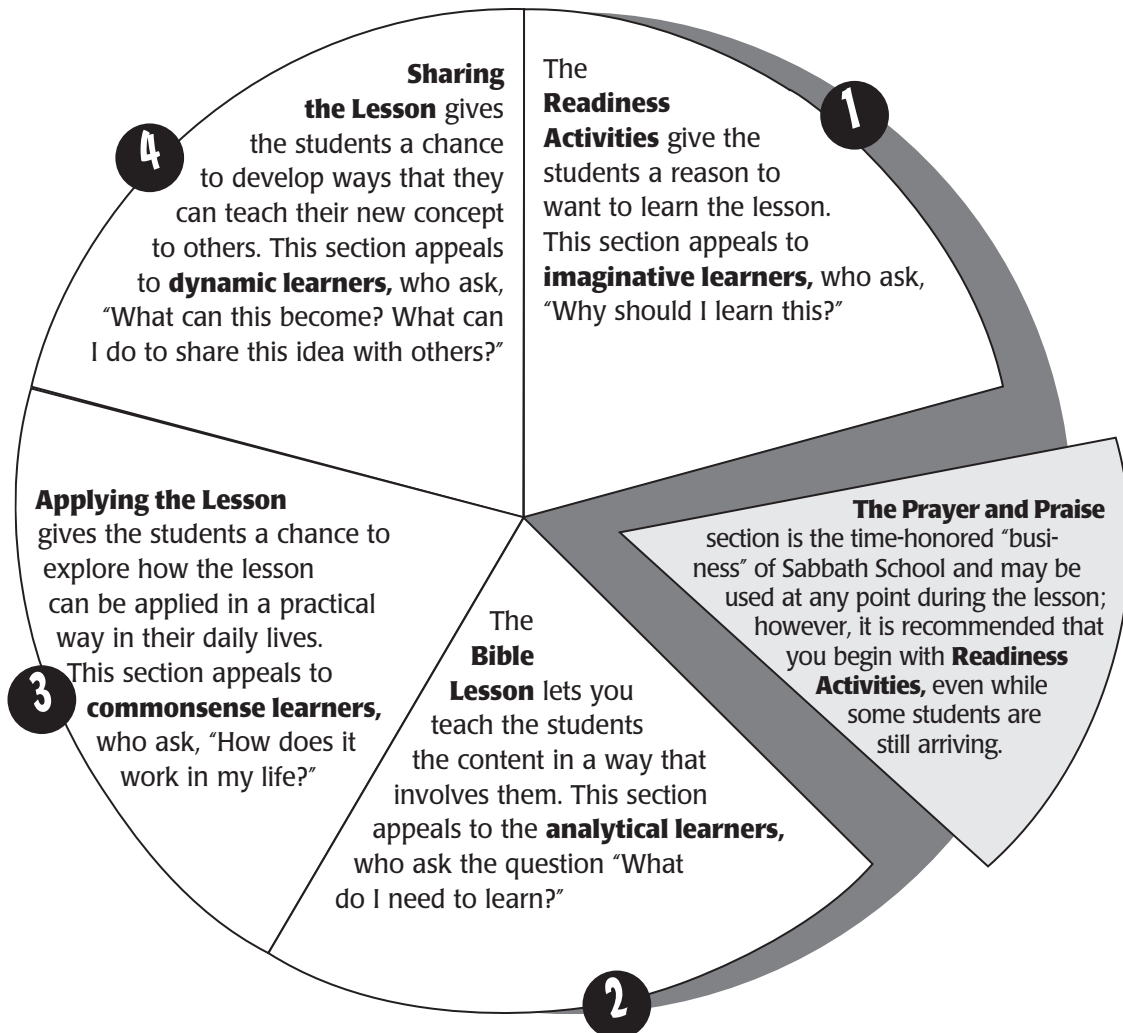 1
The
Readiness
Activities give the
students a reason to
want to learn the lesson.
This section appeals to
imaginative learners, who ask,
“Why should I learn this?”
The Prayer and Praise
section is the time-honored “busi-
ness” of Sabbath School and may be
used at any point during the lesson;
however, it is recommended that
you begin with Readiness
Activities, even while
some students are
still arriving.
2
The
Bible
Lesson lets you
teach the students
the content in a way that
involves them. This section
appeals to the analytical learners,
who ask the question “What
do I need to learn?”
3
Applying the Lesson
gives the students a chance to
explore how the lesson
can be applied in a practical
way in their daily lives.
This section appeals to
commonsense learners,
who ask, “How does it
work in my life?”
4
Sharing
the Lesson gives
the students a chance
to develop ways that they
can teach their new concept
to others. This section appeals
to dynamic learners, who ask,
“What can this become? What can
I do to share this idea with others?”